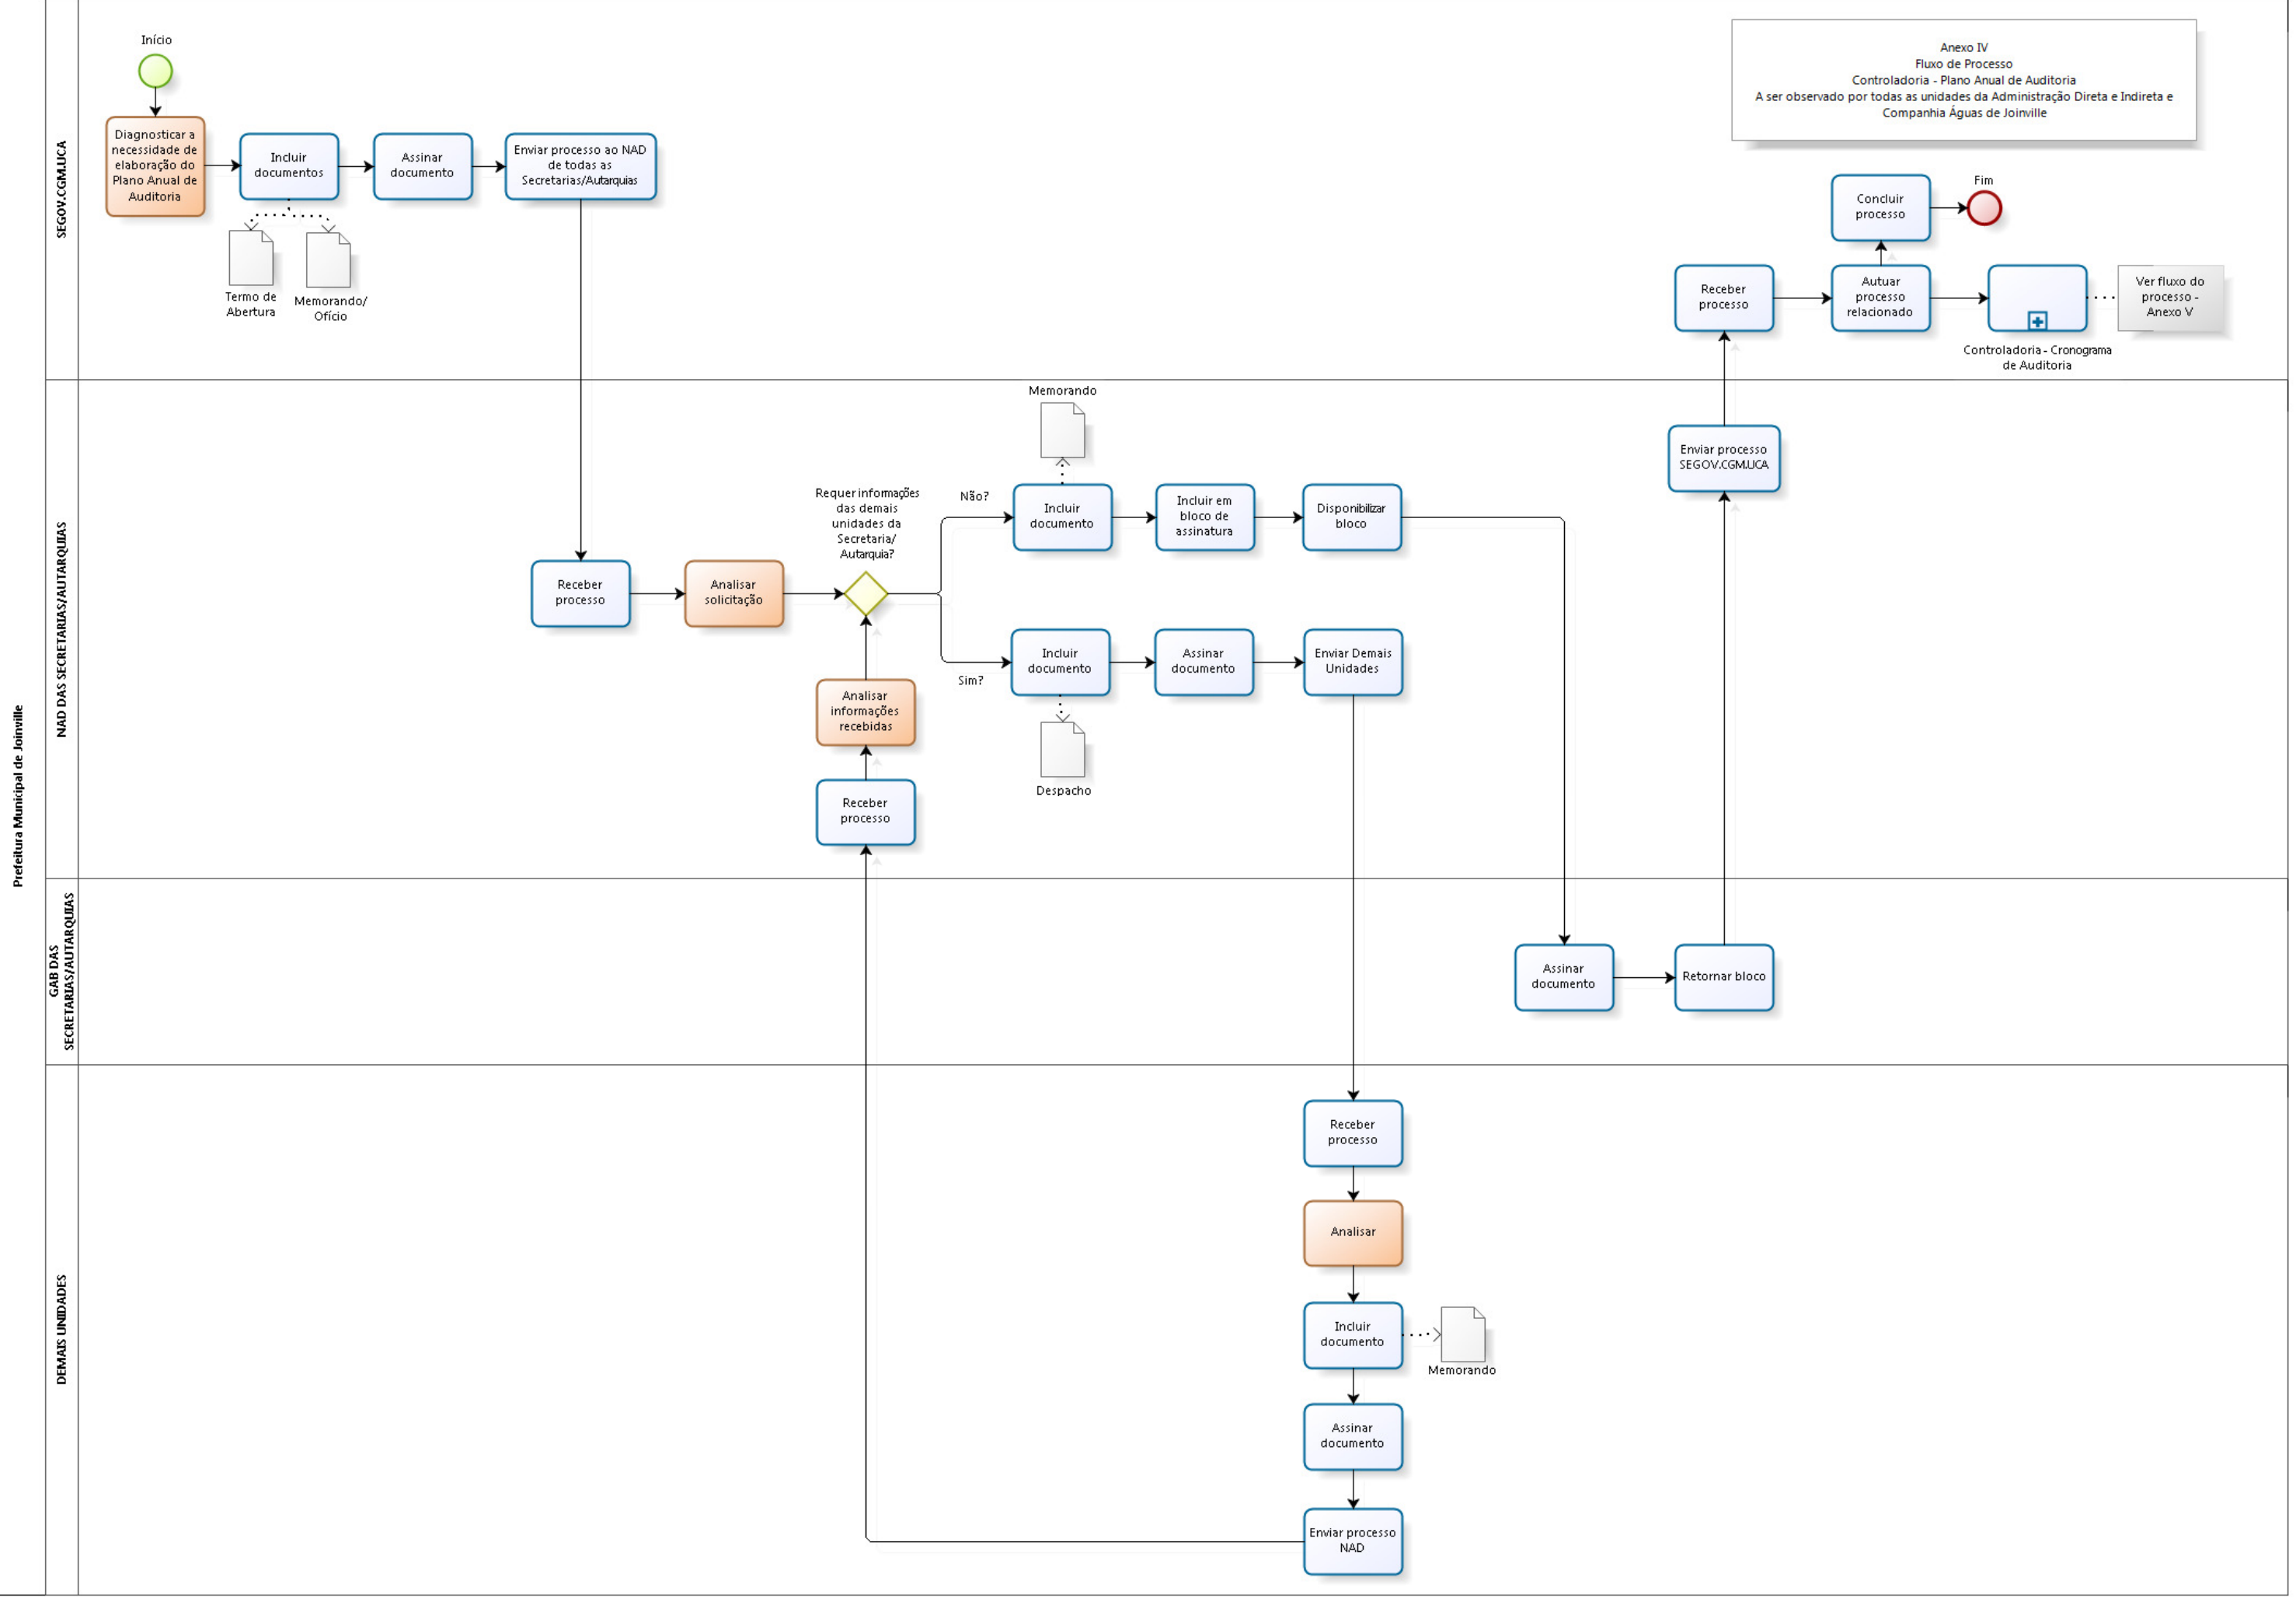 Prefeitura Municipal de Joinville
SEGOV.CGM.UCA
Início
Diagnosticar a
necessidade de
elaboração do
Plano Anual de
Auditoria
Incluir
documentos
Termo de
Abertura
Memorando/
Ofício
Assinar
documento
Enviar processo ao NAD
de todas as
Secretarias/Autarquias
Anexo IV
Fluxo de Processo
Controladoria - Plano Anual de Auditoria
A ser observado por todas as unidades da Administração Direta e Indireta e
Companhia Águas de Joinville
Concluir
processo
Fim
Receber
processo
Autuar
processo
relacionado
Controladoria - Cronograma
de Auditoria
Ver fluxo do
processo -
Anexo V
NAD DAS SECRETARIAS/AUTARQUIAS
Receber
processo
Analisar
solicitação
Requer informações
das demais
unidades da
Secretaria/
Autarquia?
Não?
Memorando
Incluir
documento
Incluir em
bloco de
assinatura
Disponibilizar
bloco
Enviar processo
SEGOV.CGM.UCA
Sim?
Incluir
documento
Despacho
Assinar
documento
Enviar Demais
Unidades
Analisar
informações
recebidas
Receber
processo
GAB DAS
SECRETARIAS/AUTARQUIAS
Assinar
documento
Retornar bloco
DEMAIS UNIDADES
Receber
processo
Analisar
Incluir
documento
Memorando
Assinar
documento
Enviar processo
NAD